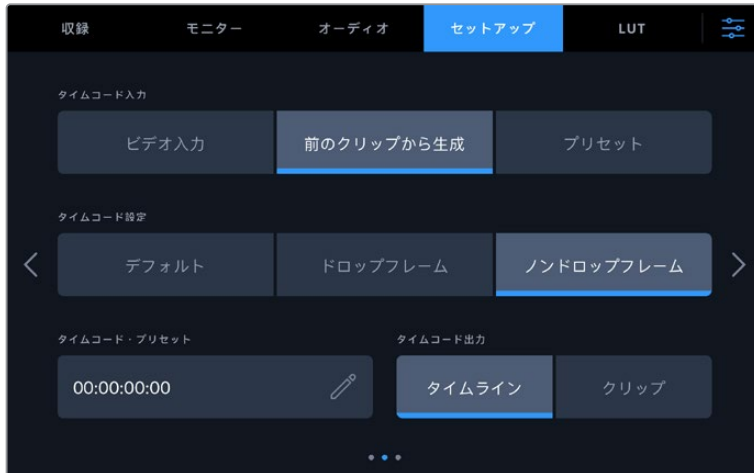 収録 モニター オーディオ セットアップ LUT
タイムコード入力
ビデオ入力 前のクリップから生成 プリセット
タイムコード設定
デフォルト ドロップフレーム ノンドロップフレーム
タイムコード・プリセット タイムコード出力
00:00:00:00 タイムライン クリップ